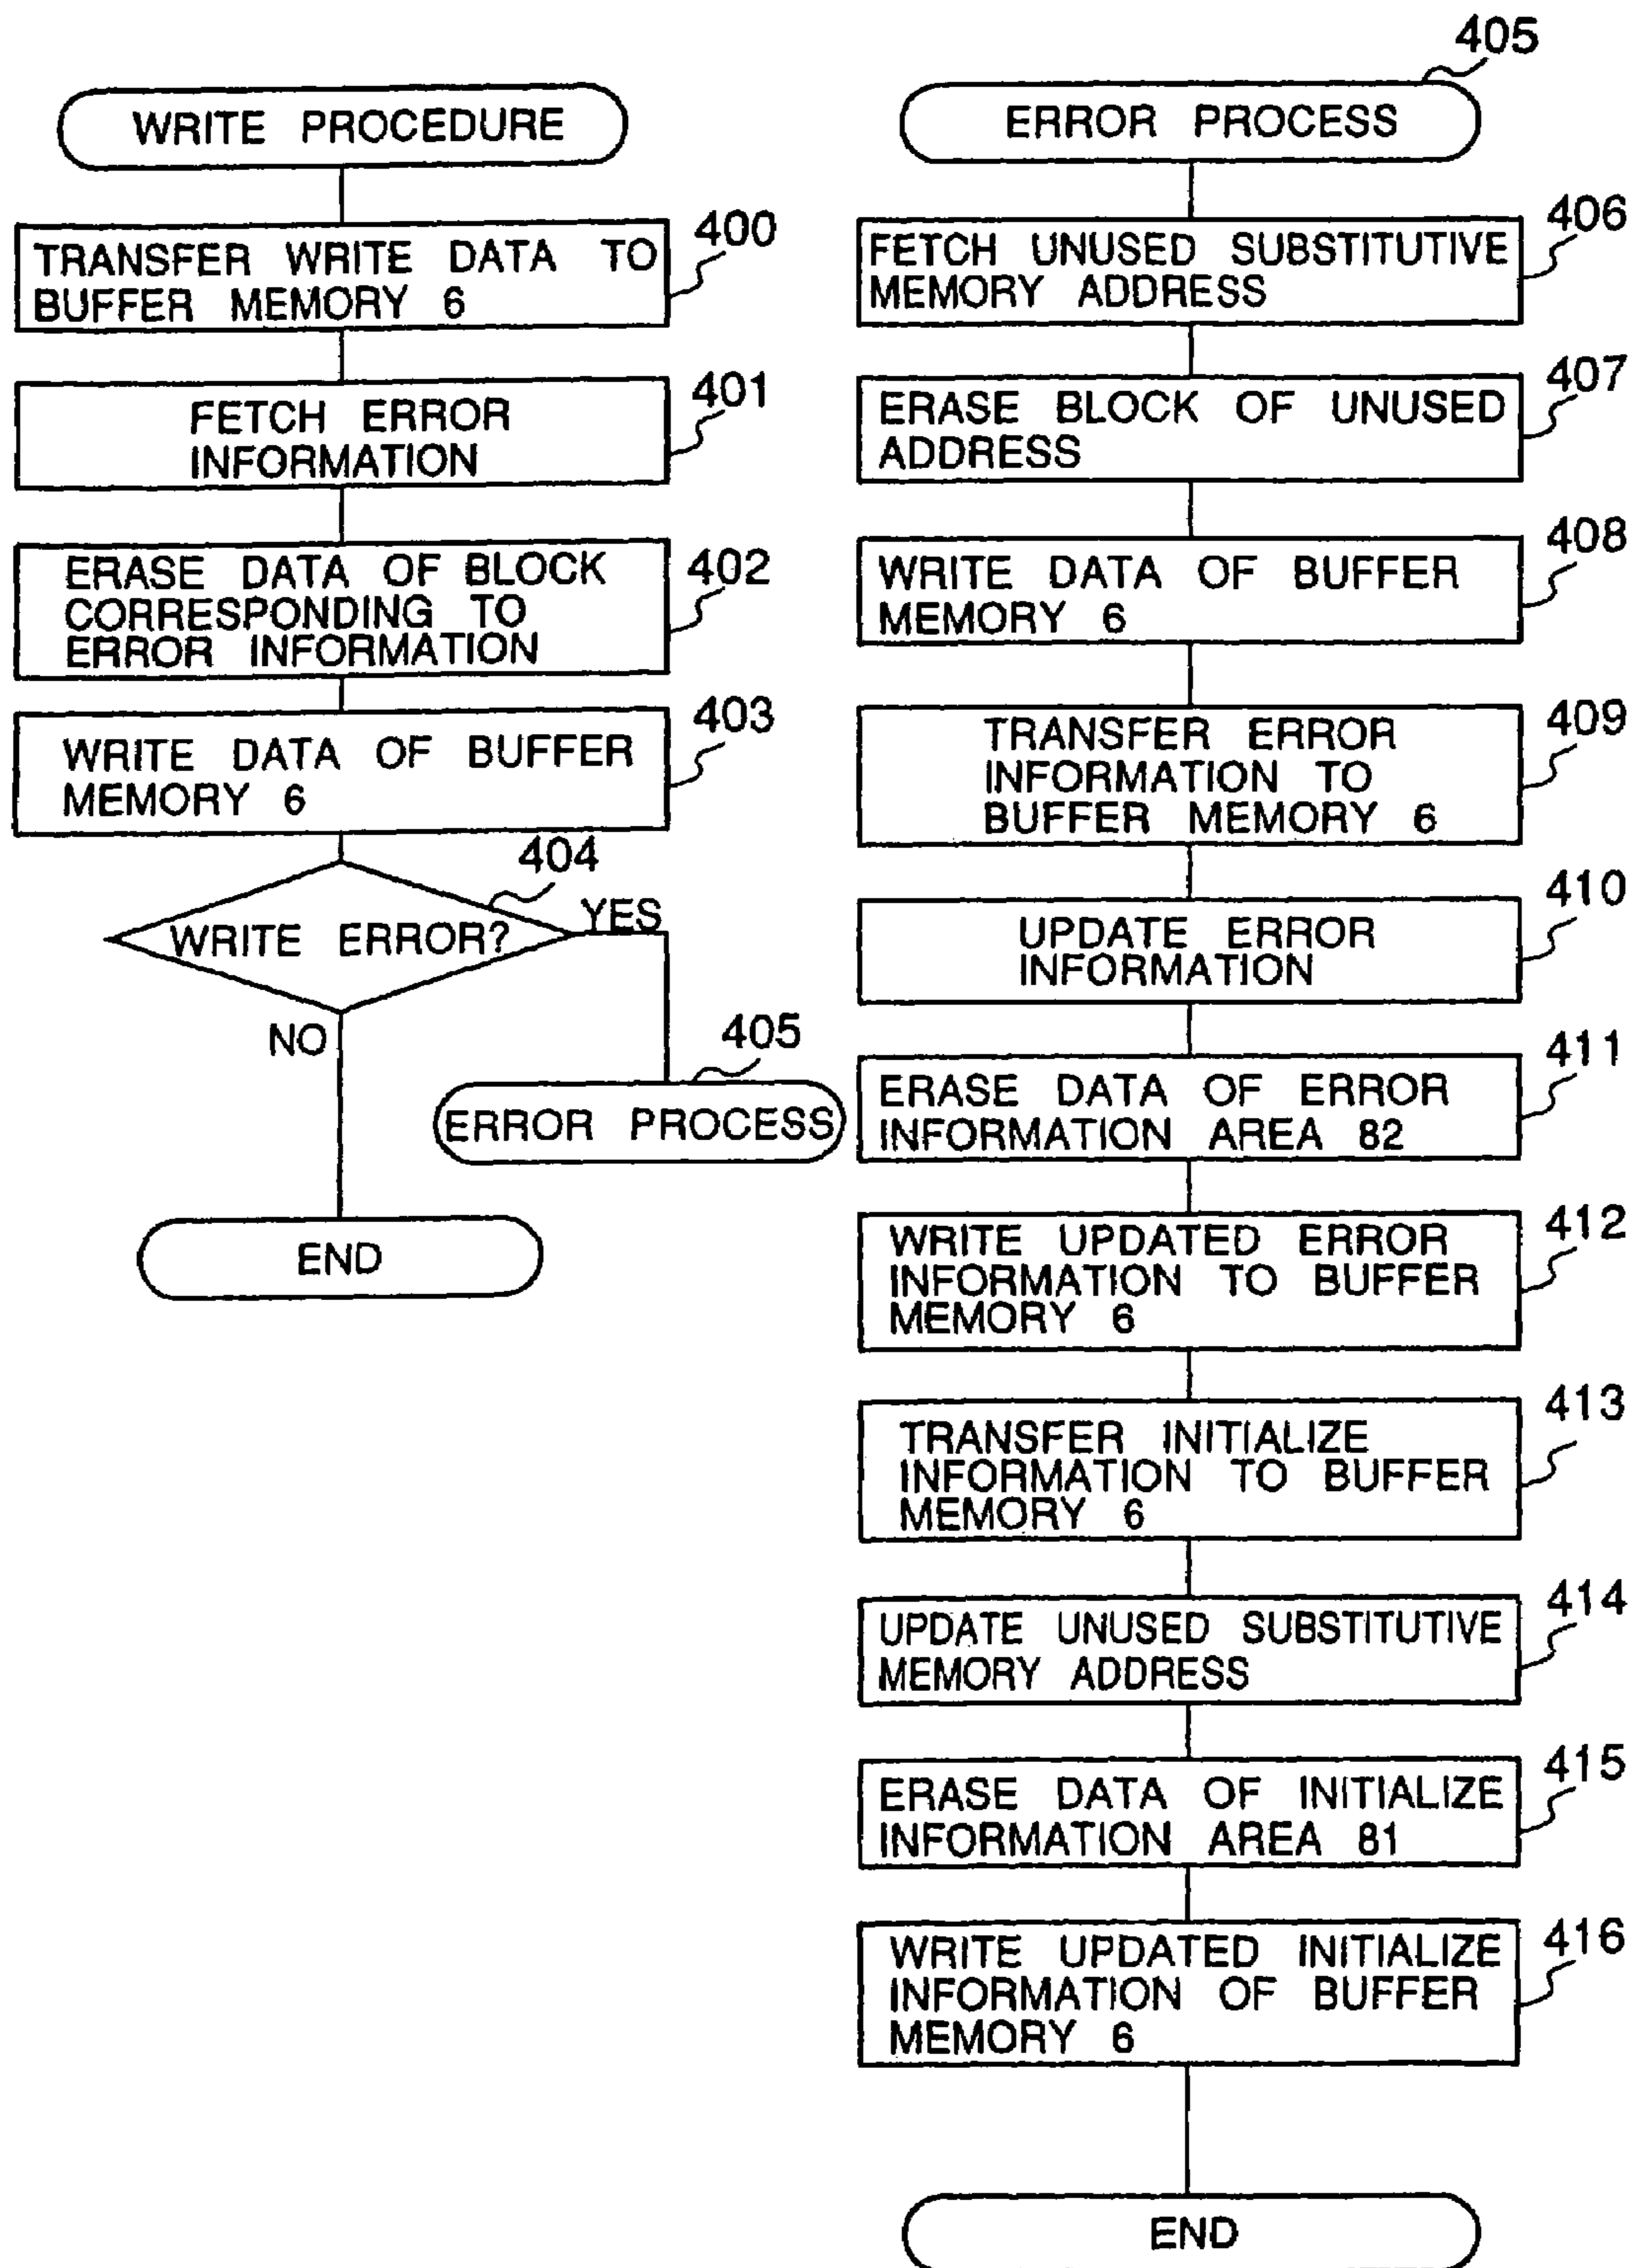 WRITE PROCEDURE
400
TRANSFER WRITE DATA TO
BUFFER MEMORY 6
401
FETCH ERROR
INFORMATION
402
ERASE DATA OF BLOCK
CORRESPONDING TO
ERROR INFORMATION
403
WRITE DATA OF BUFFER
MEMORY 6
404
WRITE ERROR?
YES
NO
405
ERROR PROCESS
END
405
ERROR PROCESS
406
FETCH UNUSED SUBSTITUTIVE
MEMORY ADDRESS
407
ERASE BLOCK OF UNUSED
ADDRESS
408
WRITE DATA OF BUFFER
MEMORY 6
409
TRANSFER ERROR
INFORMATION TO
BUFFER MEMORY 6
410
UPDATE ERROR
INFORMATION
411
ERASE DATA OF ERROR
INFORMATION AREA 82
412
WRITE UPDATED ERROR
INFORMATION TO BUFFER
MEMORY 6
413
TRANSFER INITIALIZE
INFORMATION TO BUFFER
MEMORY 6
414
UPDATE UNUSED SUBSTITUTIVE
MEMORY ADDRESS
415
ERASE DATA OF INITIALIZE
INFORMATION AREA 81
416
WRITE UPDATED INITIALIZE
INFORMATION OF BUFFER
MEMORY 6
END